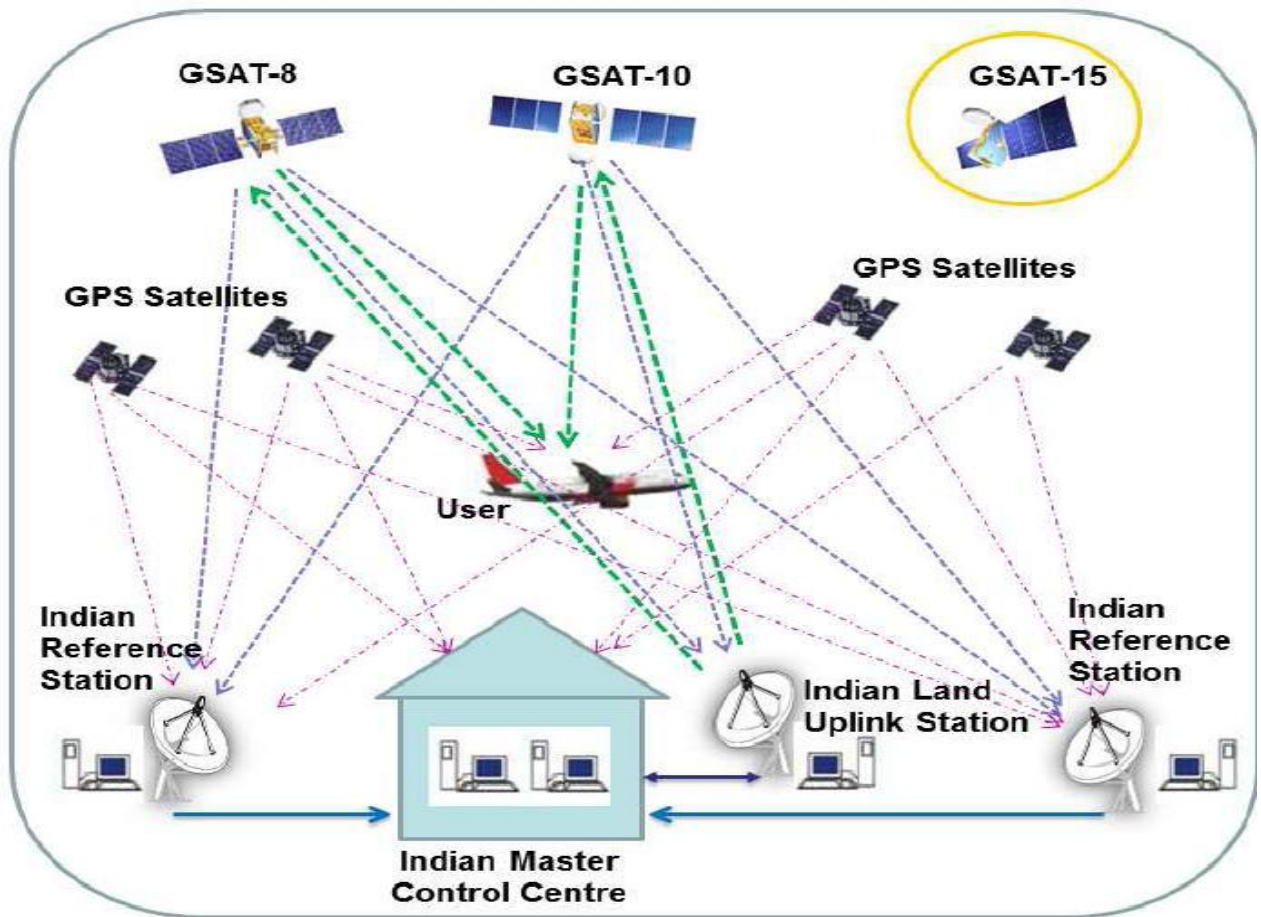 GSAT-8
GSAT-10
GSAT-15
GPS Satellites
GPS Satellites
User
Indian
Reference
Station
Indian
Reference
Station
Indian Land
Uplink Station
Indian Master
Control Centre